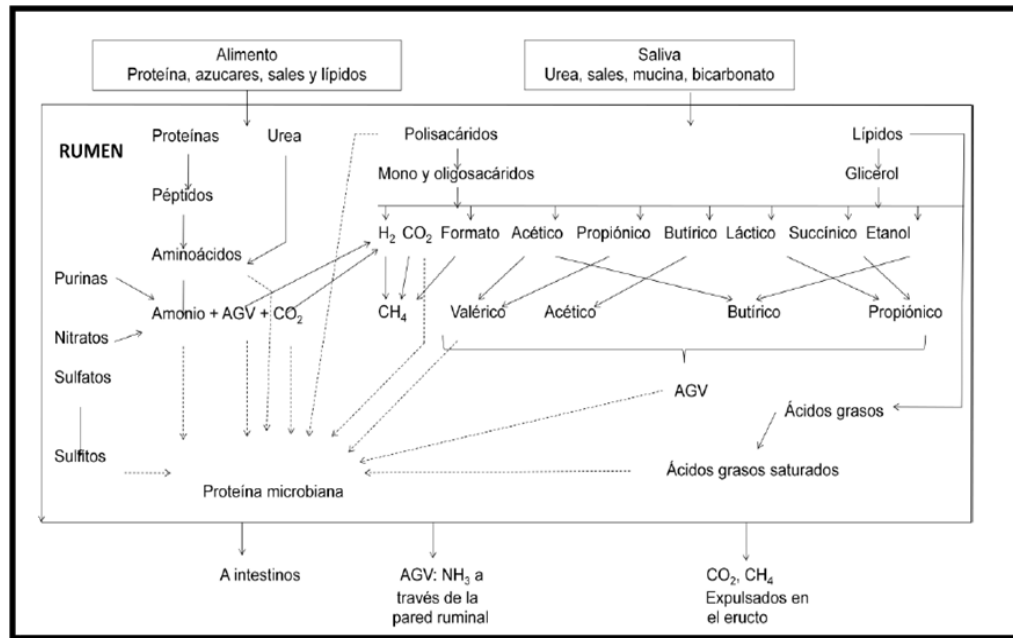 Alimento
Proteína, azucares, sales y lípidos
Saliva
Urea, sales, mucina, bicarbonato
RUMEN
Proteínas
Urea
Polisacáridos
Lípidos
Mono y oligosacáridos
Glicerol
Péptidos
H2 CO2 Formato Acético Propiónico Butírico Láctico Succínico Etanol
Aminoácidos
Purinas
Amonio + AGV + CO2
CH4 Valérico Acético Butírico Propiónico
Nitratos
Sulfatos
AGV
Ácidos grasos
Sulfitos
Ácidos grasos saturados
Proteína microbiana
A intestinos
AGV: NH3 a
través de la
pared ruminal
CO2, CH4
Expulsados en
el eructo